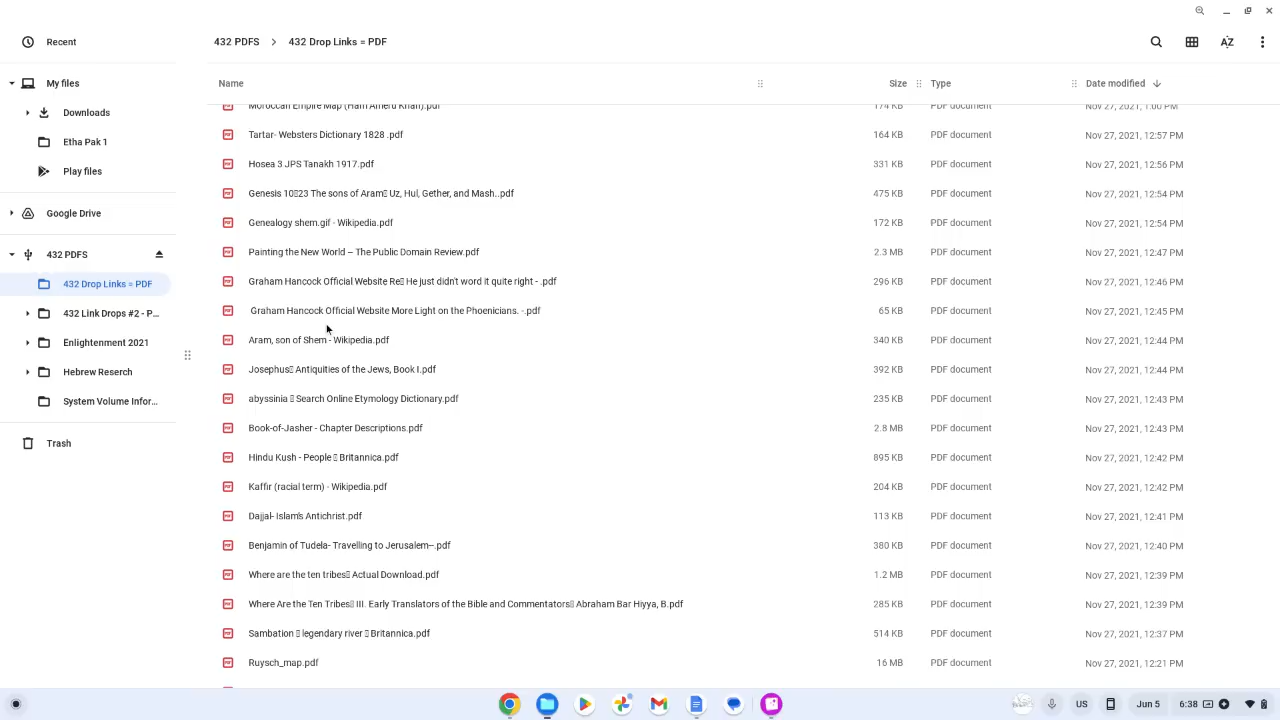 Recent
432 PDFS 432 Drop Links = PDF AZ
My files
Name Size Type Date modified
Moroccan Empire Map (Ham Ameru Khan).pdf 174 KB PDF document Nov 27, 2021, 1:00 PM
Downloads
Tartar- Websters Dictionary 1828 .pdf 164 KB PDF document Nov 27, 2021, 12:57 PM
Etha Pak 1
Hosea 3 JPS Tanakh 1917.pdf 331 KB PDF document Nov 27, 2021, 12:56 PM
Play files
Genesis 10▯23 The sons of Aram▯ Uz, Hul, Gether, and Mash..pdf 475 KB PDF document Nov 27, 2021, 12:54 PM
Google Drive
Genealogy shem.gif - Wikipedia.pdf 172 KB PDF document Nov 27, 2021, 12:54 PM
432 PDFS
Painting the New World – The Public Domain Review.pdf 2.3 MB PDF document Nov 27, 2021, 12:47 PM
432 Drop Links = PDF
Graham Hancock Official Website Re▯ He just didn't word it quite right - .pdf 296 KB PDF document Nov 27, 2021, 12:46 PM
432 Link Drops #2 - P...
Graham Hancock Official Website More Light on the Phoenicians. -.pdf 65 KB PDF document Nov 27, 2021, 12:45 PM
Enlightenment 2021
Aram, son of Shem - Wikipedia.pdf 340 KB PDF document Nov 27, 2021, 12:44 PM
Hebrew Reserch
Josephus▯ Antiquities of the Jews, Book I.pdf 392 KB PDF document Nov 27, 2021, 12:44 PM
System Volume Infor...
abyssinia ▯ Search Online Etymology Dictionary.pdf 235 KB PDF document Nov 27, 2021, 12:43 PM
Book-of-Jasher - Chapter Descriptions.pdf 2.8 MB PDF document Nov 27, 2021, 12:43 PM
Trash
Hindu Kush - People ▯ Britannica.pdf 895 KB PDF document Nov 27, 2021, 12:42 PM
Kaffir (racial term) - Wikipedia.pdf 204 KB PDF document Nov 27, 2021, 12:42 PM
Dajjal- Islam's Antichrist.pdf 113 KB PDF document Nov 27, 2021, 12:41 PM
Benjamin of Tudela- Travelling to Jerusalem--.pdf 380 KB PDF document Nov 27, 2021, 12:40 PM
Where are the ten tribes▯ Actual Download.pdf 1.2 MB PDF document Nov 27, 2021, 12:39 PM
Where Are the Ten Tribes▯ III. Early Translators of the Bible and Commentators▯ Abraham Bar Hiyya, B.pdf 285 KB PDF document Nov 27, 2021, 12:39 PM
Sambation ▯ legendary river ▯ Britannica.pdf 514 KB PDF document Nov 27, 2021, 12:37 PM
Ruysch_map.pdf 16 MB PDF document Nov 27, 2021, 12:21 PM
US Jun 5 6:38